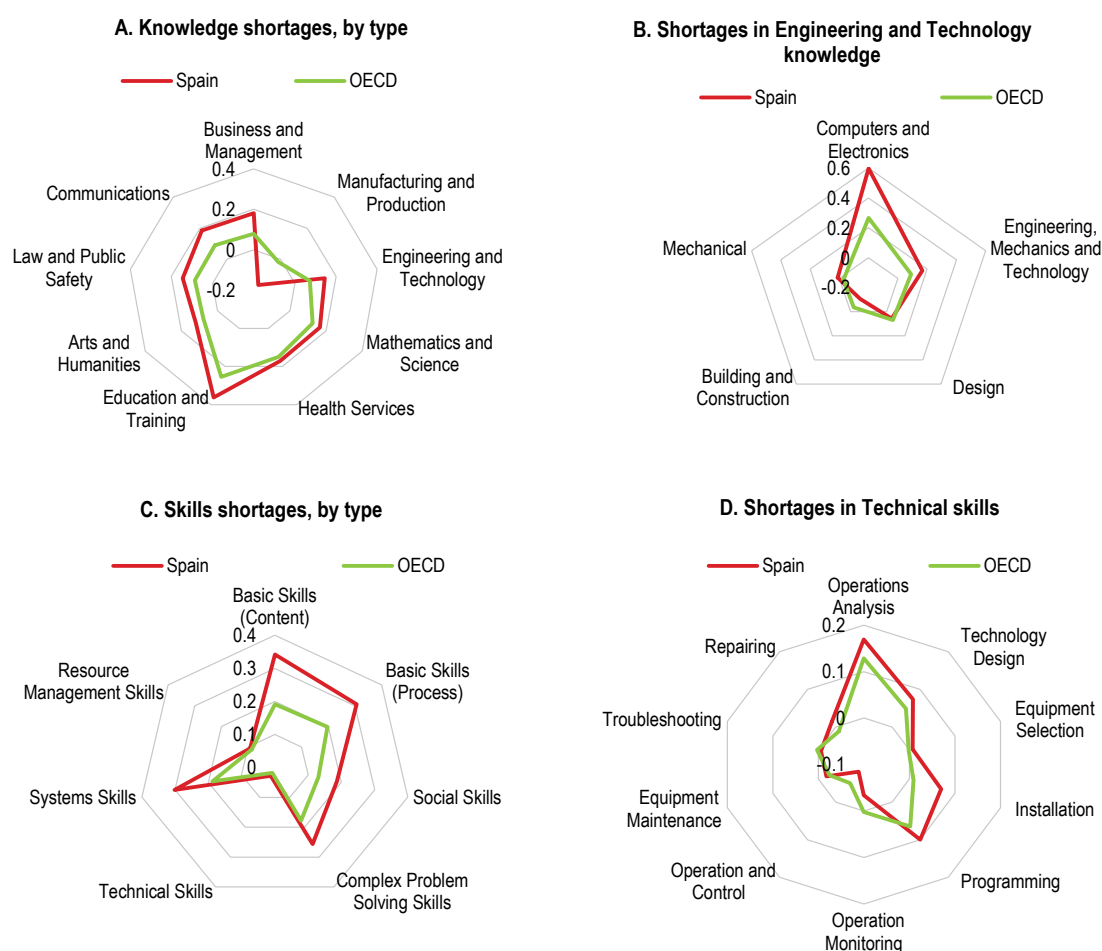 A. Knowledge shortages, by type
Spain
OECD
Business and
Management
0.4
0.2
0
-0.2
Manufacturing and
Production
Engineering and
Technology
Mathematics and
Science
Health Services
Education and
Training
Arts and
Humanities
Law and Public
Safety
Communications
B. Shortages in Engineering and Technology
knowledge
Spain
OECD
Computers and
Electronics
0.6
0.4
0.2
0
-0.2
Engineering,
Mechanics and
Technology
Design
Building and
Construction
Mechanical
C. Skills shortages, by type
Spain
OECD
Basic Skills
(Content)
0.4
0.3
0.2
0.1
0
Basic Skills
(Process)
Social Skills
Complex Problem
Solving Skills
Technical Skills
Systems Skills
Resource
Management Skills
D. Shortages in Technical skills
Spain
OECD
Operations
Analysis
0.2
0.1
0
-0.1
Technology
Design
Equipment
Selection
Installation
Programming
Operation
Monitoring
Operation and
Control
Equipment
Maintenance
Troubleshooting
Repairing